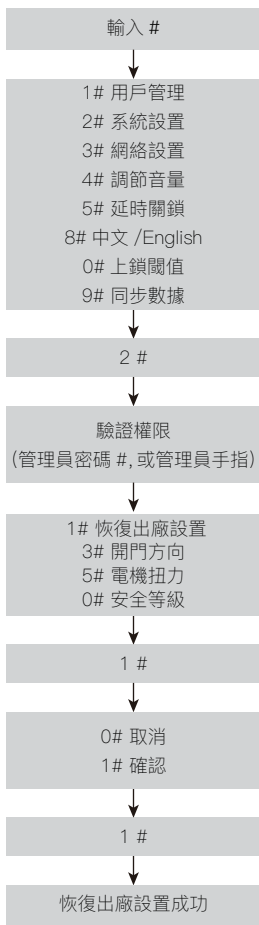 輸入 #
1# 用戶管理
2# 系統設置
3# 網絡設置
4# 調節音量
5# 延時關鎖
8# 中文 /English
0# 上鎖閾值
9# 同步數據
2 #
驗證權限
(管理員密碼 #, 或管理員手指)
1# 恢復出廠設置
3# 開門方向
5# 電機扭力
0# 安全等級
1 #
0# 取消
1# 確認
1 #
恢復出廠設置成功